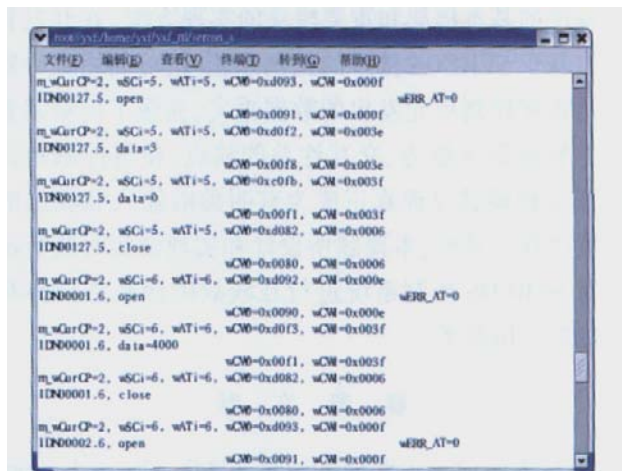 root@yxf:/home/yxf/yxf_rtl/sercon_s
文件(F) 编辑(E) 查看(V) 终端(T) 转到(G) 帮助(H)
m_wCurCP=2, wSCi=5, wATi=5, wCW0=0xd093, wCW1=0x000f
IDN00127.5, open wERR_AT=0
wCW0=0x0091, wCW1=0x000f
m_wCurCP=2, wSCi=5, wATi=5, wCW0=0xd0f2, wCW1=0x003e
IDN00127.5, data=3
wCW0=0x00f8, wCW1=0x003e
m_wCurCP=2, wSCi=5, wATi=5, wCW0=0xc0fb, wCW1=0x003f
IDN00127.5, data=0
wCW0=0x00f1, wCW1=0x003f
m_wCurCP=2, wSCi=5, wATi=5, wCW0=0xd082, wCW1=0x0006
IDN00127.5, close
wCW0=0x0080, wCW1=0x0006
m_wCurCP=2, wSCi=6, wATi=6, wCW0=0xd092, wCW1=0x000e
IDN00001.6, open wERR_AT=0
wCW0=0x0090, wCW1=0x000e
m_wCurCP=2, wSCi=6, wATi=6, wCW0=0xd0f3, wCW1=0x003f
IDN00001.6, data=4000
wCW0=0x00f1, wCW1=0x003f
m_wCurCP=2, wSCi=6, wATi=6, wCW0=0xd082, wCW1=0x0006
IDN00001.6, close
wCW0=0x0080, wCW1=0x0006
m_wCurCP=2, wSCi=6, wATi=6, wCW0=0xd093, wCW1=0x000f
IDN00002.6, open wERR_AT=0
wCW0=0x0091, wCW1=0x000f